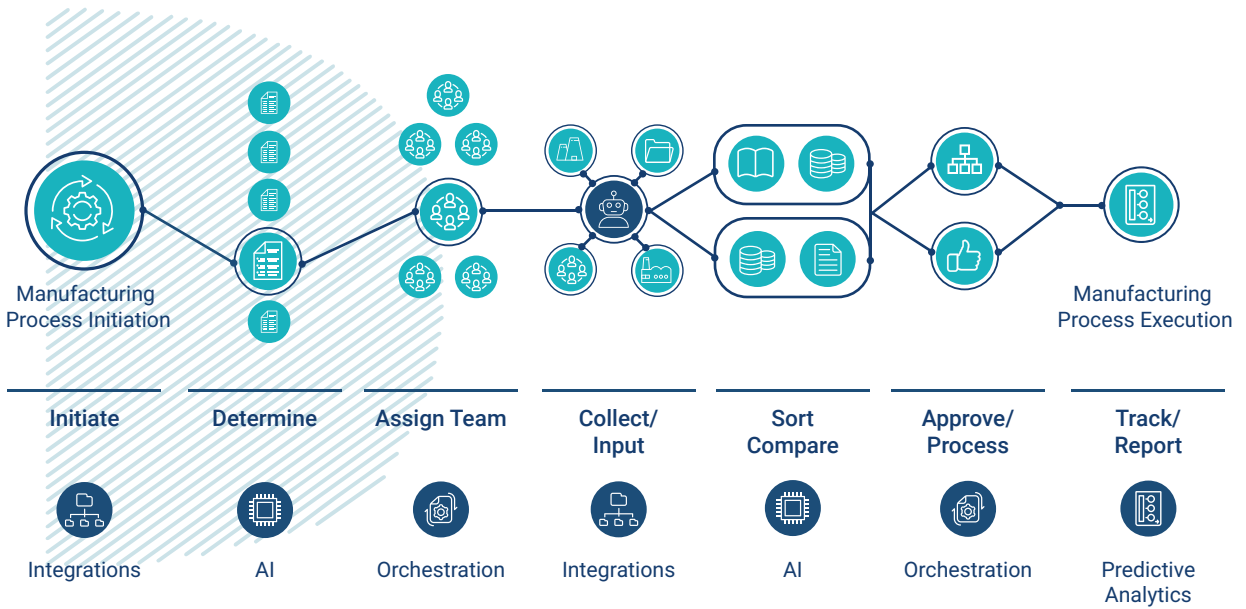 Manufacturing
Process Initiation
Manufacturing
Process Execution
Initiate
Determine
Assign Team
Collect/
Input
Sort
Compare
Approve/
Process
Track/
Report
Integrations
AI
Orchestration
Integrations
AI
Orchestration
Predictive
Analytics